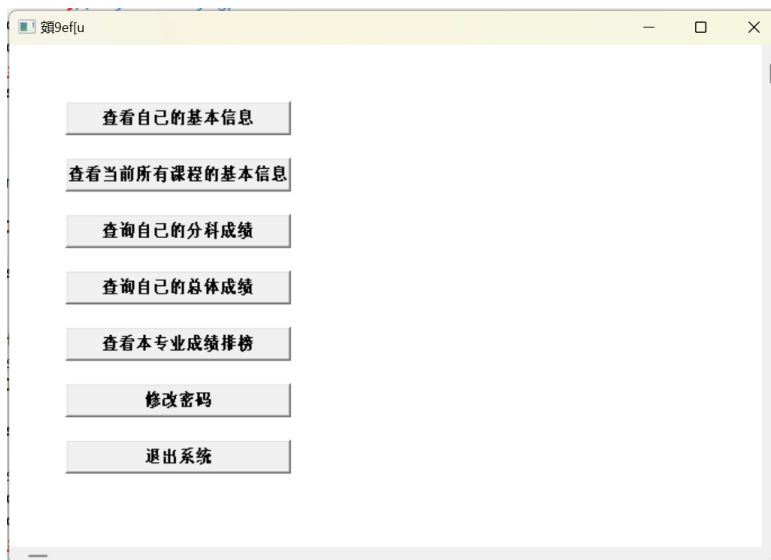 頞9ef[u
查看自己的基本信息
查看当前所有课程的基本信息
查询自己的分科成绩
查询自己的总体成绩
查看本专业成绩排榜
修改密码
退出系统